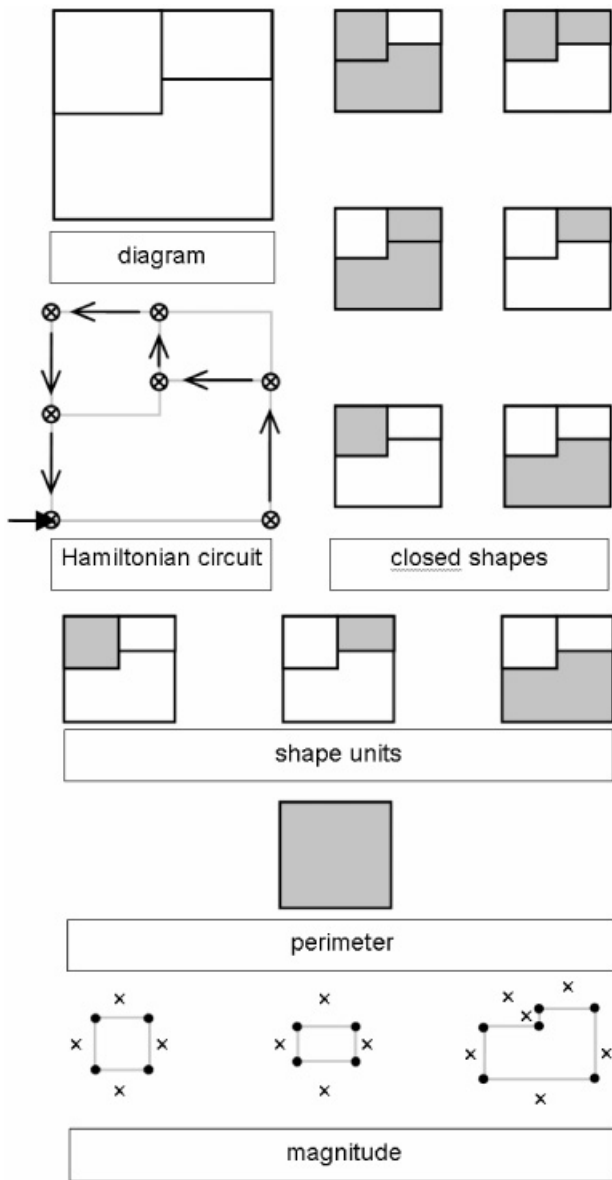 diagram
Hamiltonian circuit
closed shapes
shape units
perimeter
magnitude